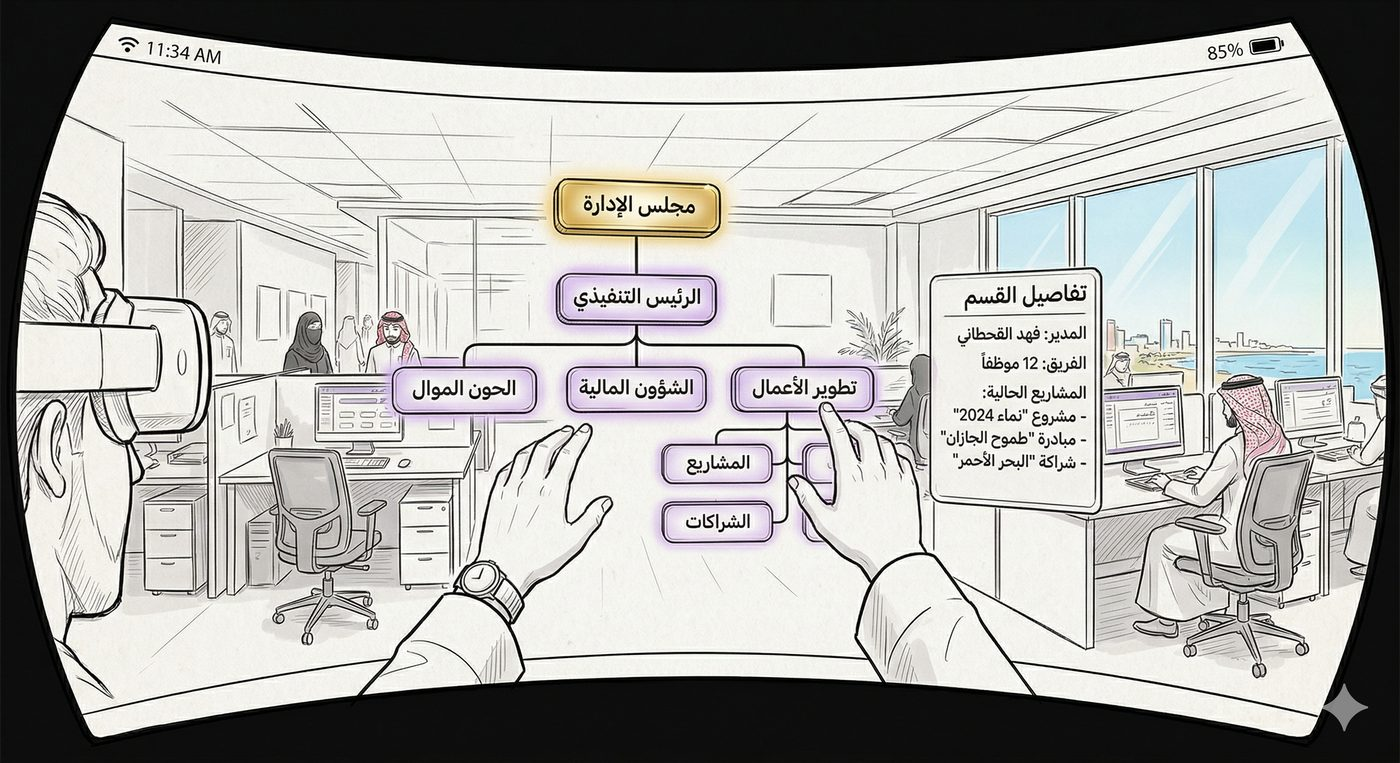 11:34 AM
85%
مجلس الإدارة
الرئيس التنفيذي
تطوير الأعمال
الشؤون المالية
الحون الموال
المشاريع
الشراكات
تفاصيل القسم
المدير: فهد القحطاني
الفريق: 12 موظفاً
المشاريع الحالية:
- مشروع "نماء 2024"
- مبادرة "طموح الجازان"
- شراكة "البحر الأحمر"